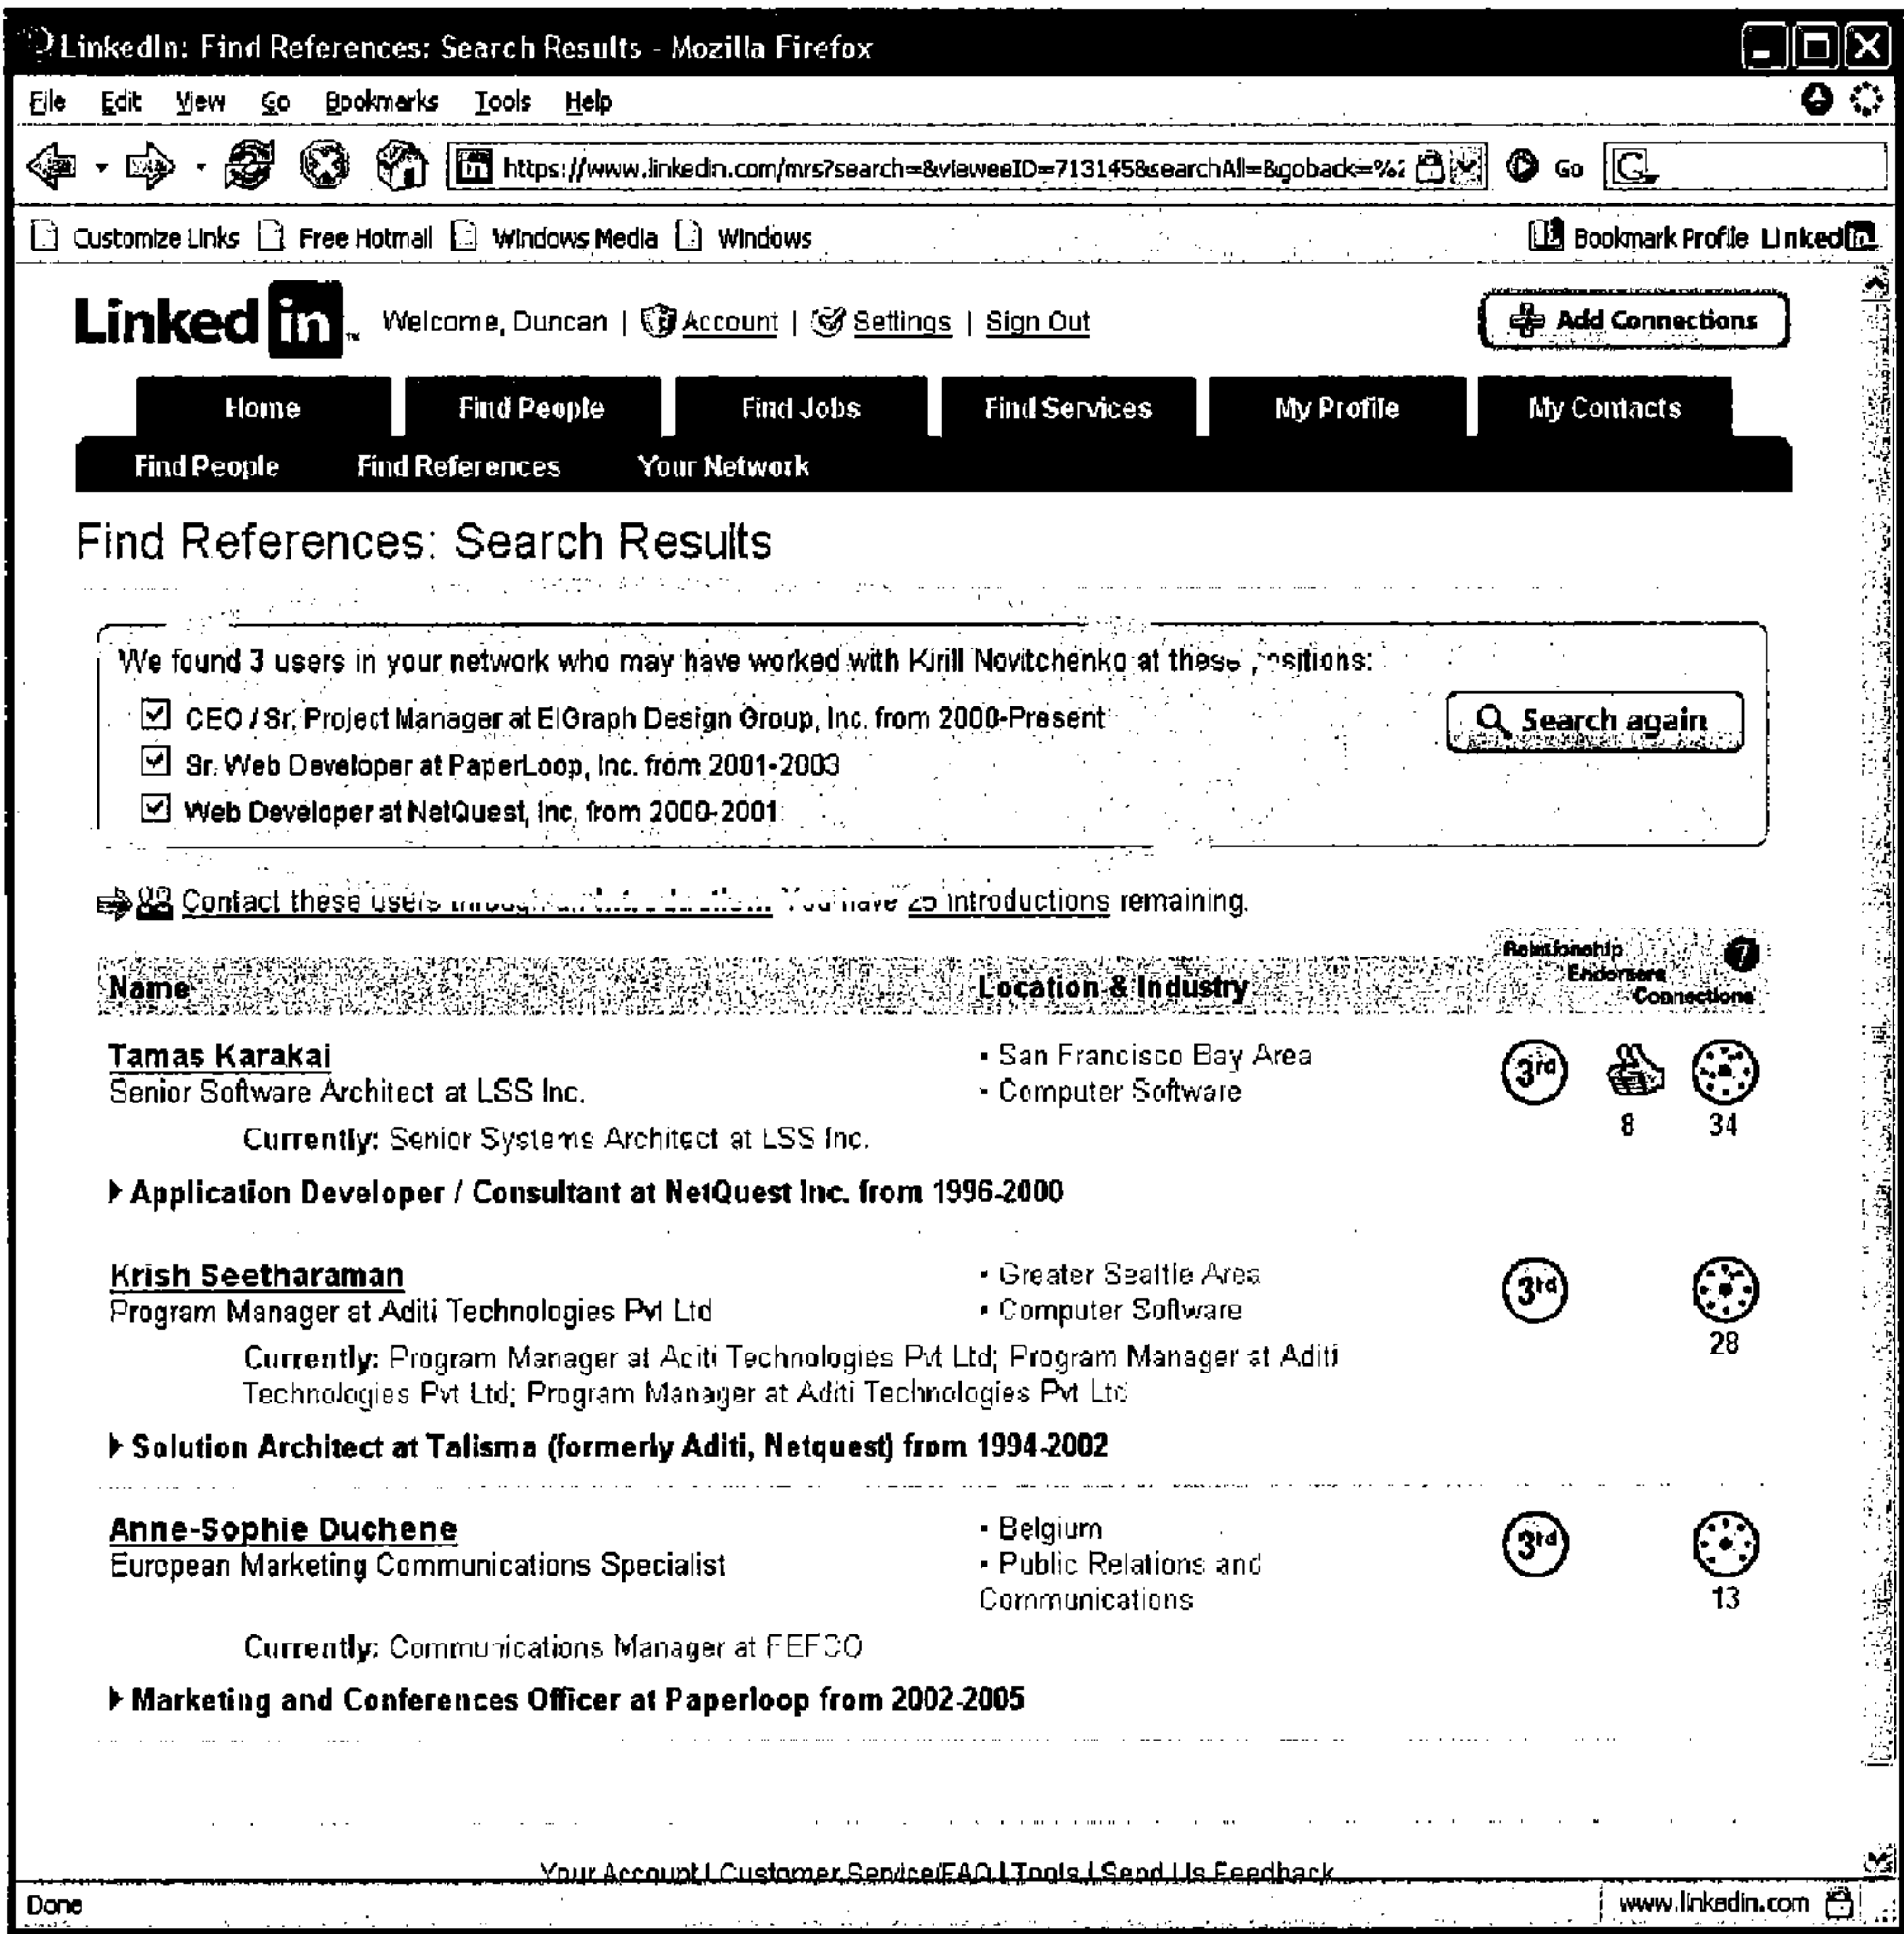 LinkedIn: Find References: Search Results - Mozilla Firefox
File Edit View Go Bookmarks Tools Help
https://www.linkedin.com/mrs?search=&vieweeID=713145&searchAll=&goback=%2 Go G
Customize Links Free Hotmail Windows Media Windows Bookmark Profile LinkedIn
Linked in Welcome, Duncan | Account | Settings | Sign Out Add Connections
Home Find People Find Jobs Find Services My Profile My Contacts
Find People Find References Your Network
Find References: Search Results
We found 3 users in your network who may have worked with Kirill Novitchenko at these
CEO / Sr. Project Manager at ElGraph Design Group, Inc. from 2000-Present
Search again
Sr. Web Developer at PaperLoop, Inc. from 2001-2003
Web Developer at NetQuest, Inc. from 2000-2001
Contact these users You have 25 introductions remaining.
Name Location & Industry Relationship Endorsers Connections ?
Tamas Karakai ▪ San Francisco Bay Area 3rd
Senior Software Architect at LSS Inc. ▪ Computer Software
8 34
Currently: Senior Systems Architect at LSS Inc.
Application Developer / Consultant at NetQuest Inc. from 1996-2000
Krish Seetharaman ▪ Greater Seattle Area 3rd
Program Manager at Aditi Technologies Pvt Ltd ▪ Computer Software
28
Currently: Program Manager at Aditi Technologies Pvt Ltd; Program Manager at Aditi
Technologies Pvt Ltd; Program Manager at Aditi Technologies Pvt Ltd
Solution Architect at Talisma (formerly Aditi, Netquest) from 1994-2002
Anne-Sophie Duchene ▪ Belgium 3rd
European Marketing Communications Specialist ▪ Public Relations and
Communications 13
Currently: Communications Manager at FEFCO
Marketing and Conferences Officer at Paperloop from 2002-2005
Your Account | Customer Service/FAQ | Tools | Send Us Feedback
Done www.linkedin.com